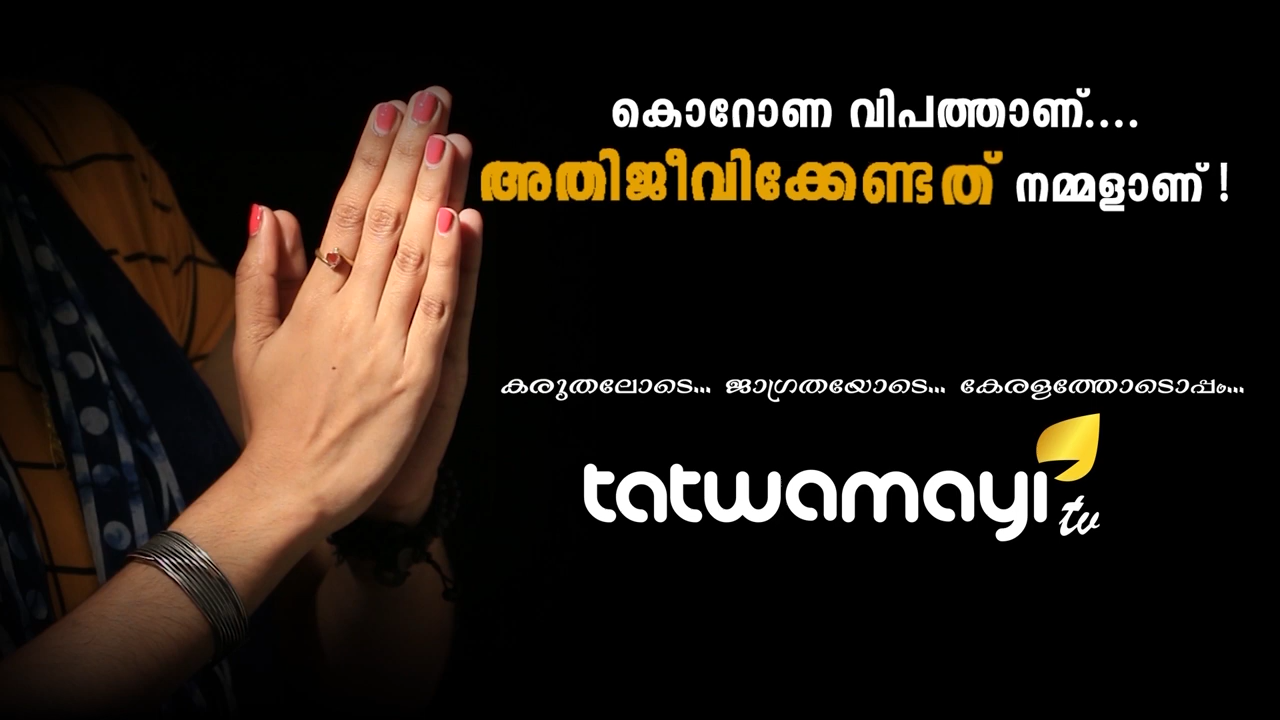 കൊറോണ വിപത്താണ്....
അതിജീവിക്കേണ്ടത് നമ്മളാണ് !
കരുതലോടെ... ജാഗ്രതയോടെ... കേരളത്തോടൊപ്പം...
tatwamayi
tv